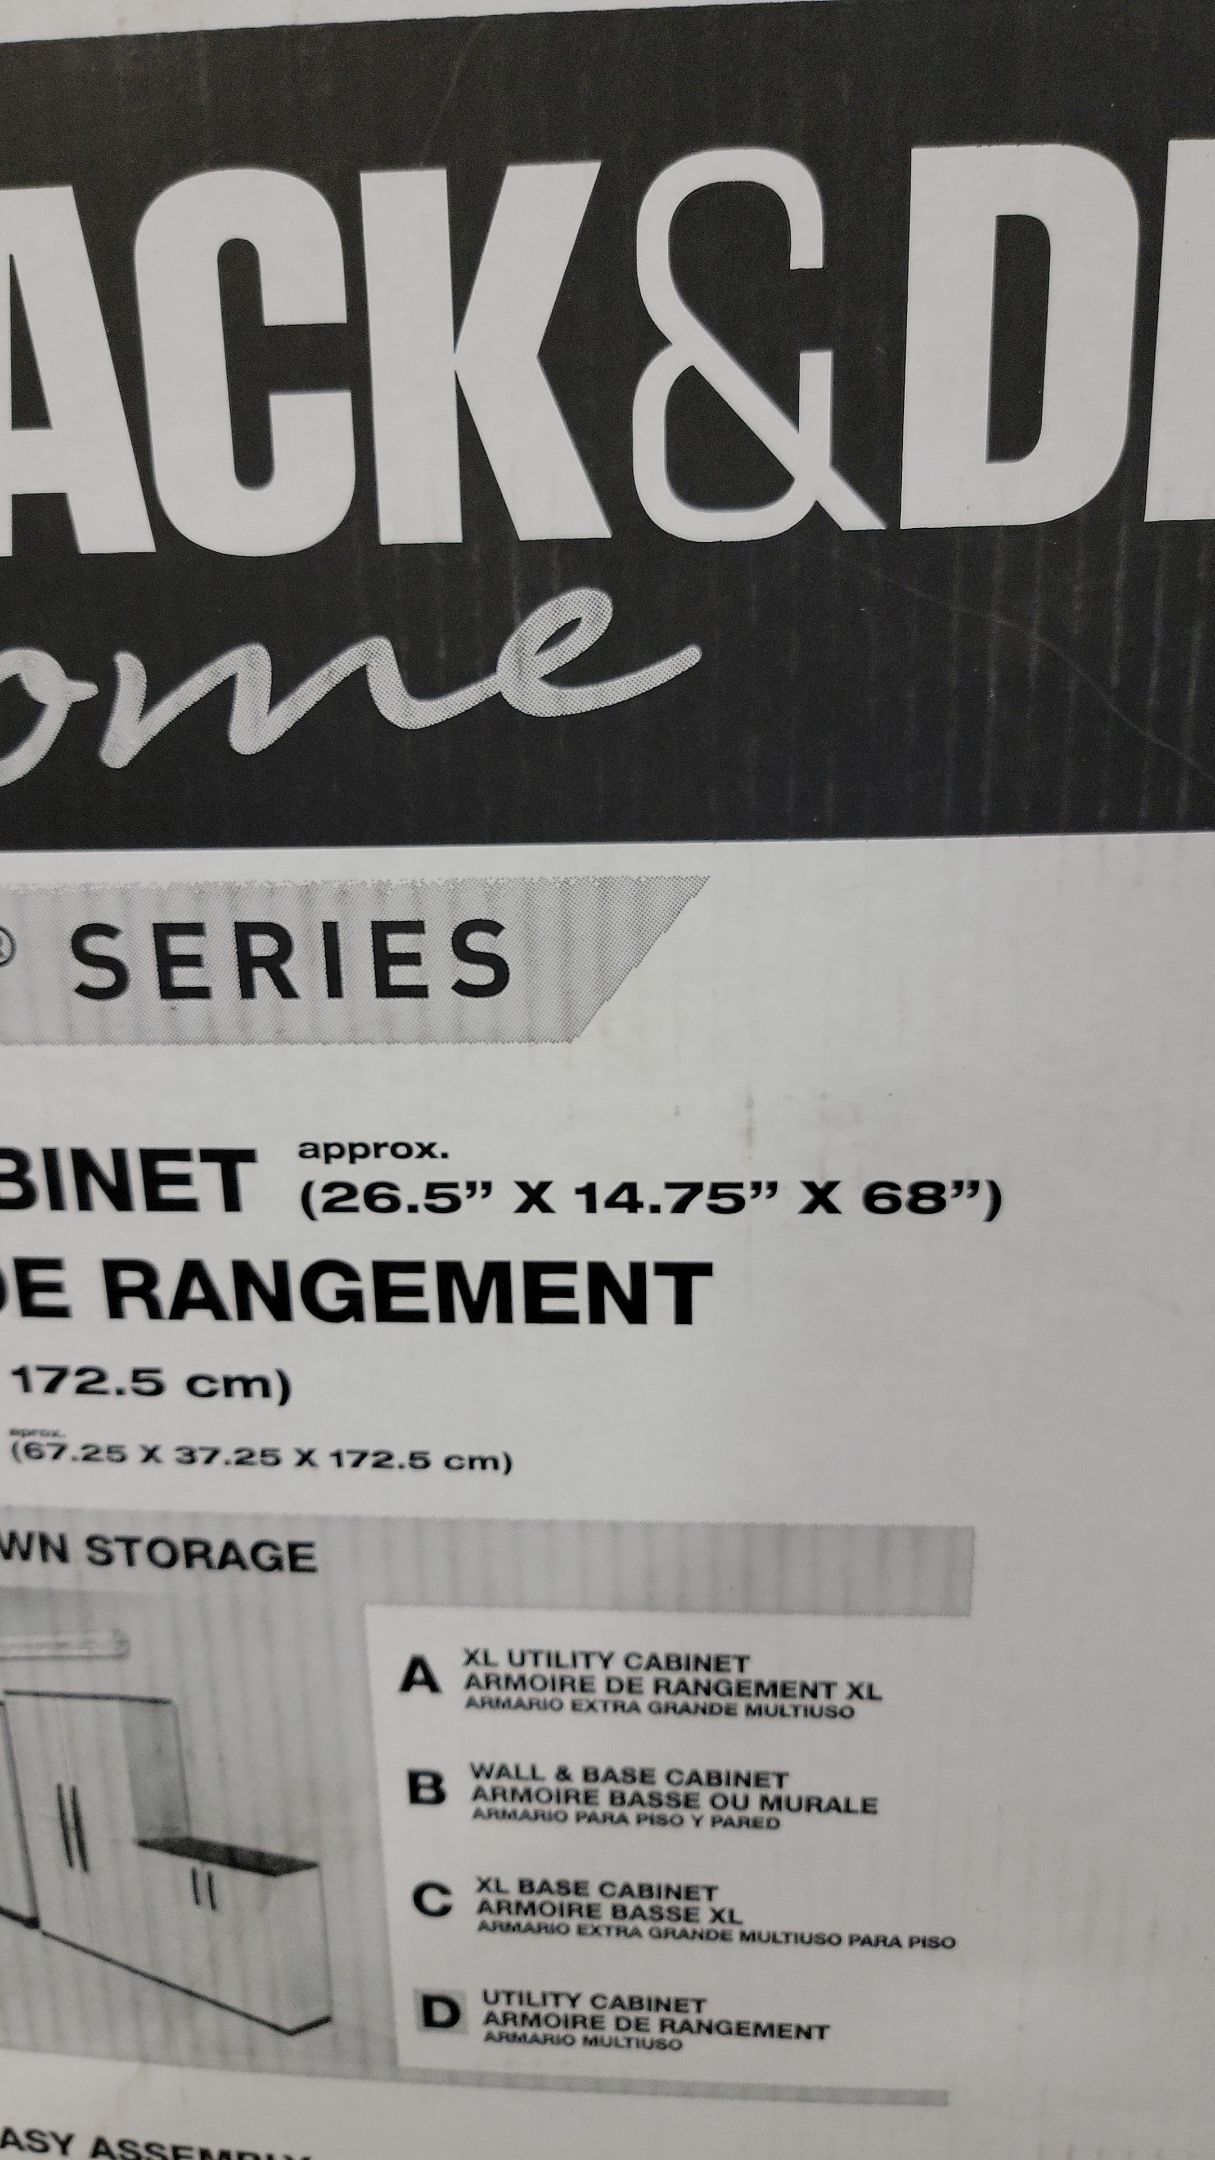 ACK&D
ome
® SERIES
BINET approx.
(26.5” X 14.75” X 68”)
DE RANGEMENT
172.5 cm)
aprox.
(67.25 X 37.25 X 172.5 cm)
WN STORAGE
A XL UTILITY CABINET
ARMOIRE DE RANGEMENT XL
ARMARIO EXTRA GRANDE MULTIUSO
B WALL & BASE CABINET
ARMOIRE BASSE OU MURALE
ARMARIO PARA PISO Y PARED
C XL BASE CABINET
ARMOIRE BASSE XL
ARMARIO EXTRA GRANDE MULTIUSO PARA PISO
D UTILITY CABINET
ARMOIRE DE RANGEMENT
ARMARIO MULTIUSO
ASY ASSEMBLY